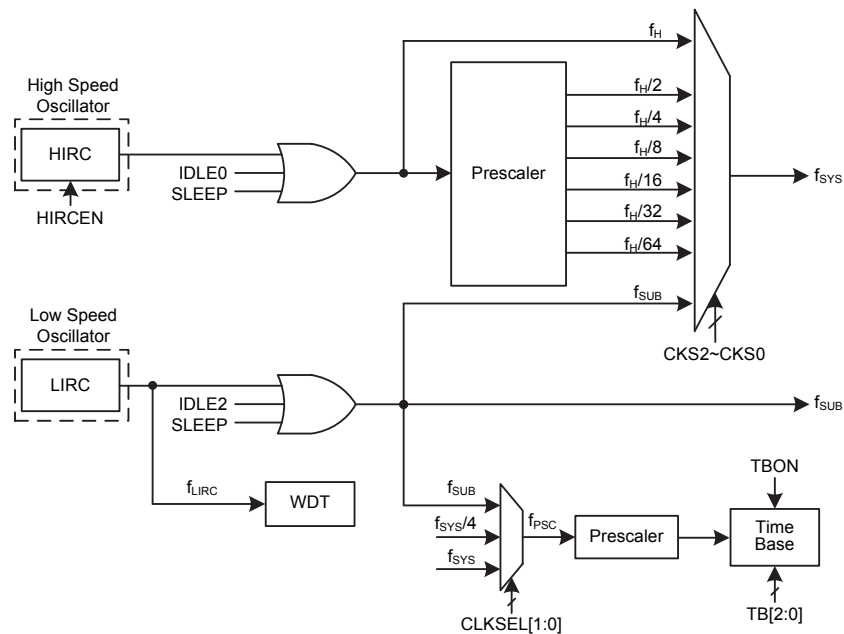 High Speed
Oscillator
HIRC
HIRCEN
IDLE0
SLEEP
Prescaler
fH
fH/2
fH/4
fH/8
fH/16
fH/32
fH/64
fSUB
CKS2~CKS0
fSYS
Low Speed
Oscillator
LIRC
IDLE2
SLEEP
fSUB
fLIRC
WDT
fSUB
fSYS/4
fSYS
CLKSEL[1:0]
fPSC
Prescaler
TBON
Time
Base
TB[2:0]